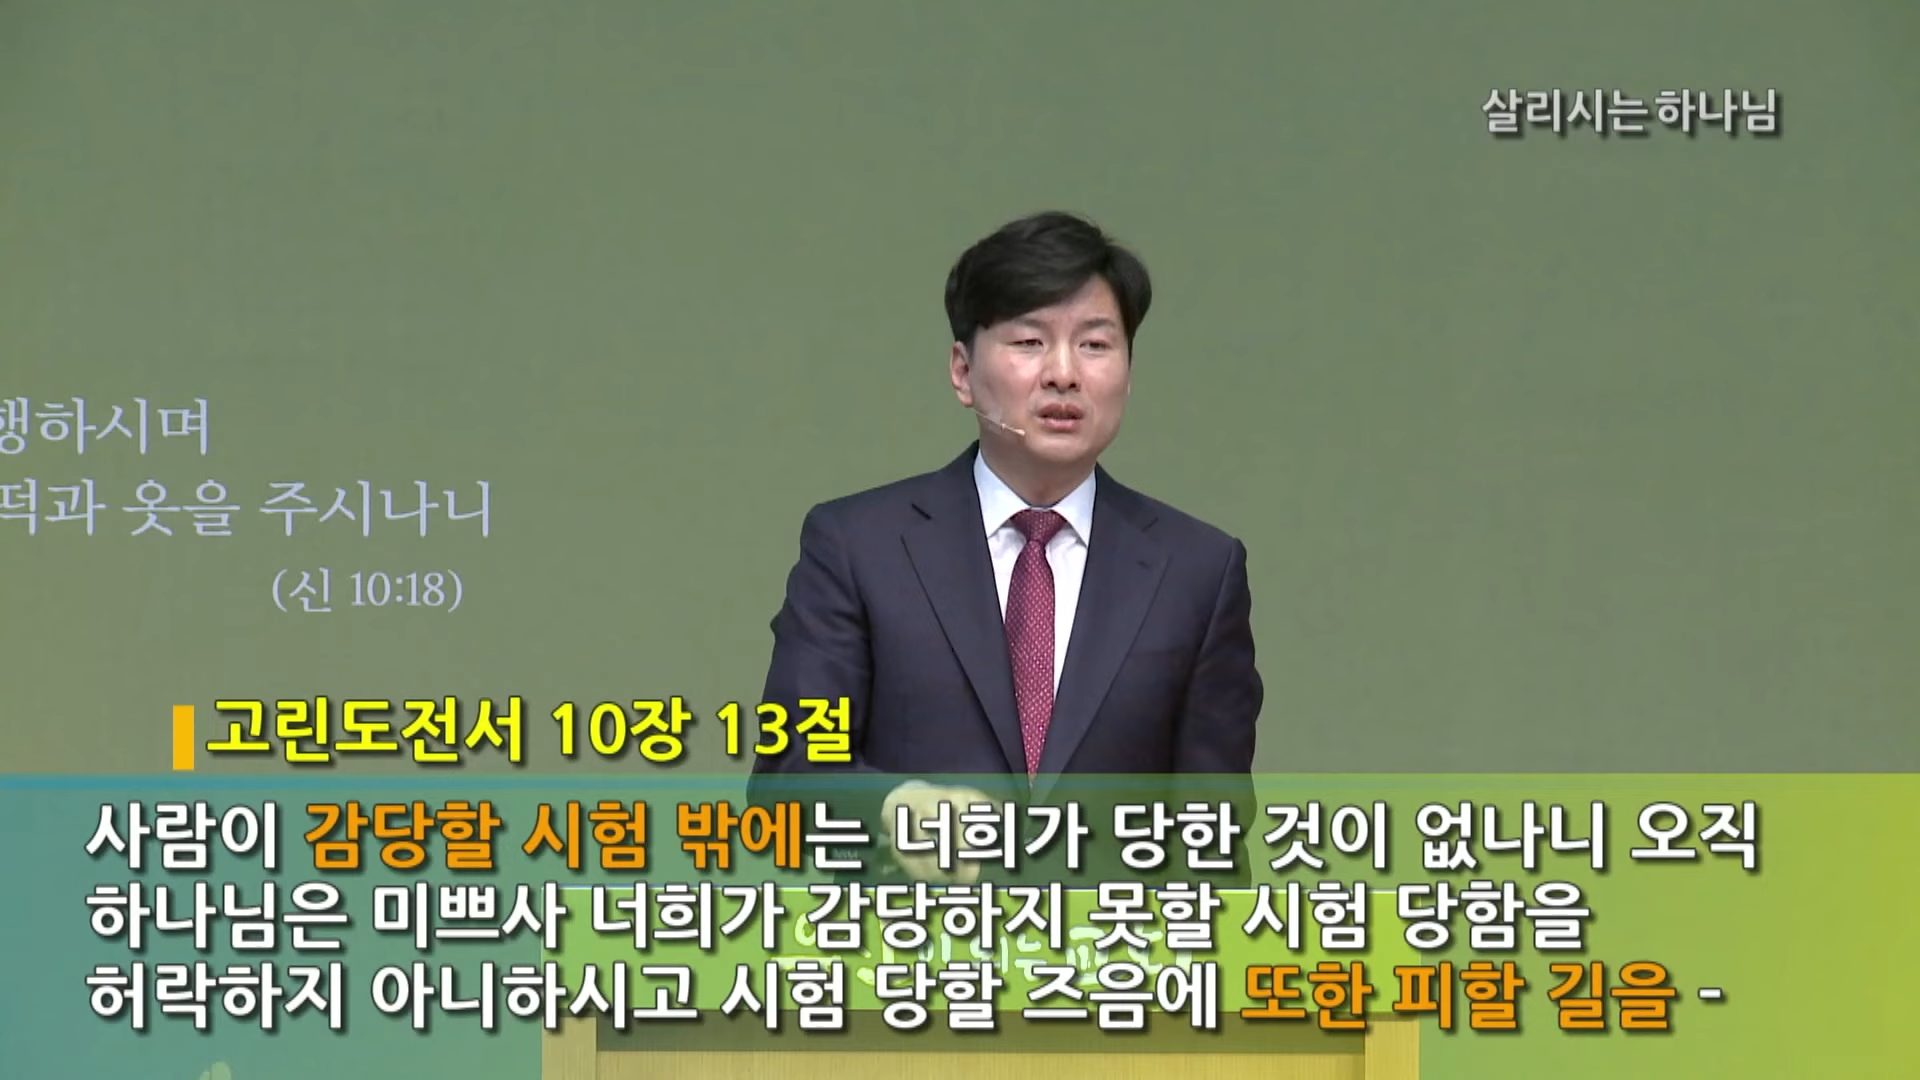 살리시는 하나님
행하시며
떡과 옷을 주시나니
(신 10:18)
고린도전서 10장 13절
사람이 감당할 시험 밖에는 너희가 당한 것이 없나니 오직
하나님은 미쁘사 너희가 감당하지 못할 시험 당함을
허락하지 아니하시고 시험 당할 즈음에 또한 피할 길을 -